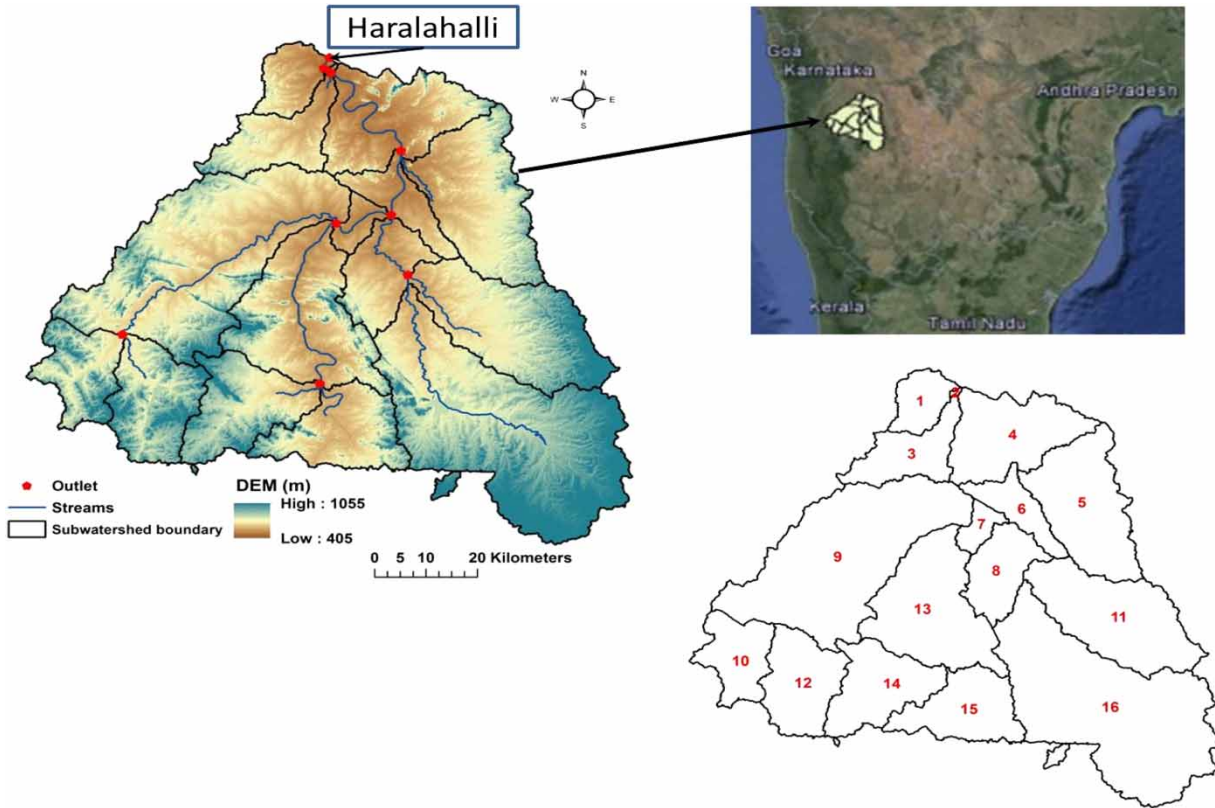 Haralahalli
N
W E
S
Goa
Karnataka
Andhra Pradesh
Kerala
Tamil Nadu
Outlet
Streams
Subwatershed boundary
DEM (m)
High : 1055
Low : 405
0 5 10 20 Kilometers
1
2
3
4
5
6
7
8
9
10
11
12
13
14
15
16